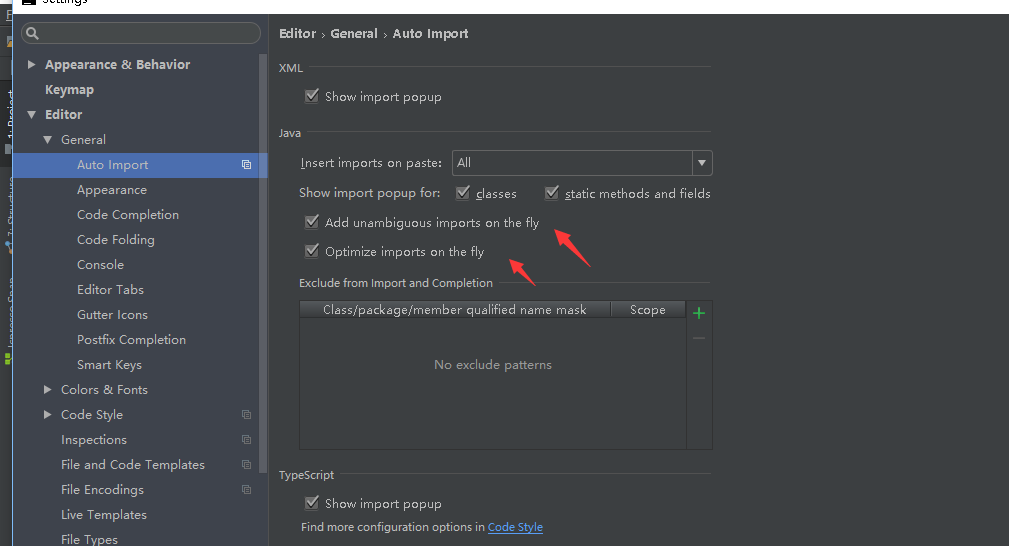 Settings
Editor › General › Auto Import
Appearance & Behavior
Keymap
Editor
General
Auto Import
Appearance
Code Completion
Code Folding
Console
Editor Tabs
Gutter Icons
Postfix Completion
Smart Keys
Colors & Fonts
Code Style
Inspections
File and Code Templates
File Encodings
Live Templates
File Types
XML
Show import popup
Java
Insert imports on paste: All
Show import popup for: classes static methods and fields
Add unambiguous imports on the fly
Optimize imports on the fly
Exclude from Import and Completion
Class/package/member qualified name mask Scope
No exclude patterns
TypeScript
Show import popup
Find more configuration options in Code Style